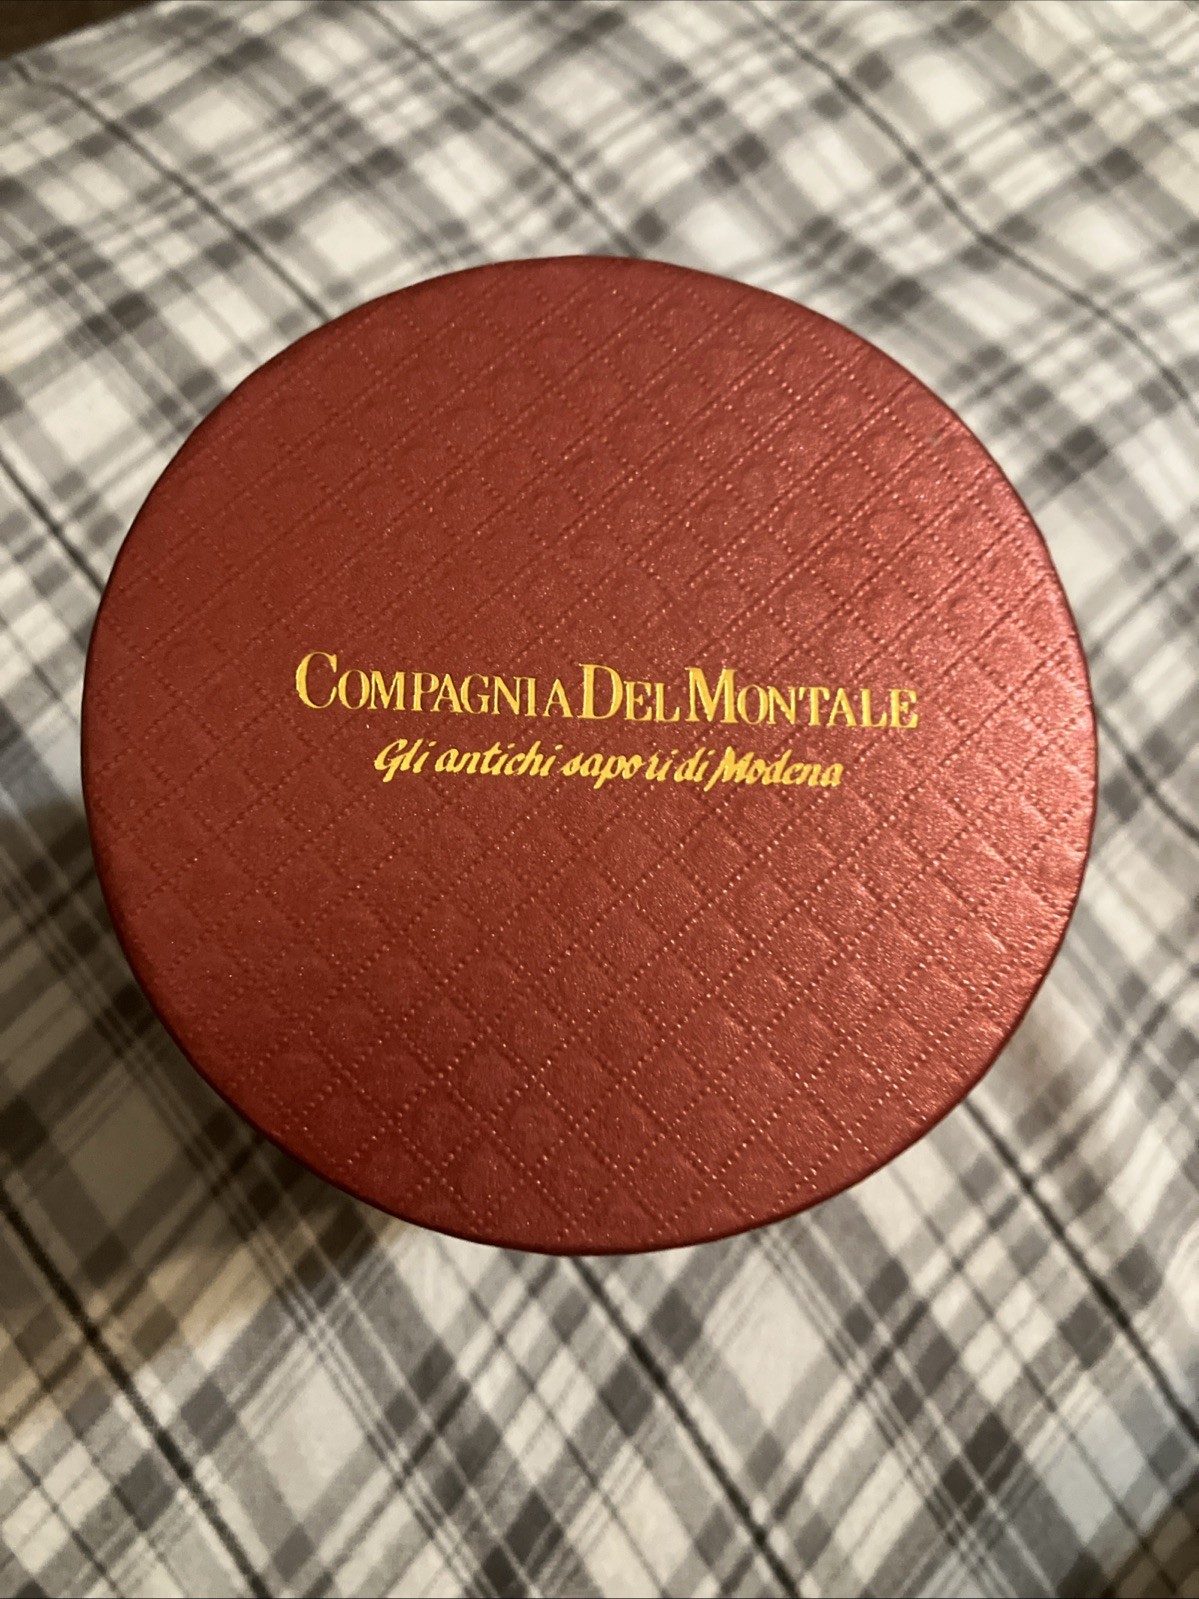 COMPAGNIA DEL MONTALE
Gli antichi sapori di Modena